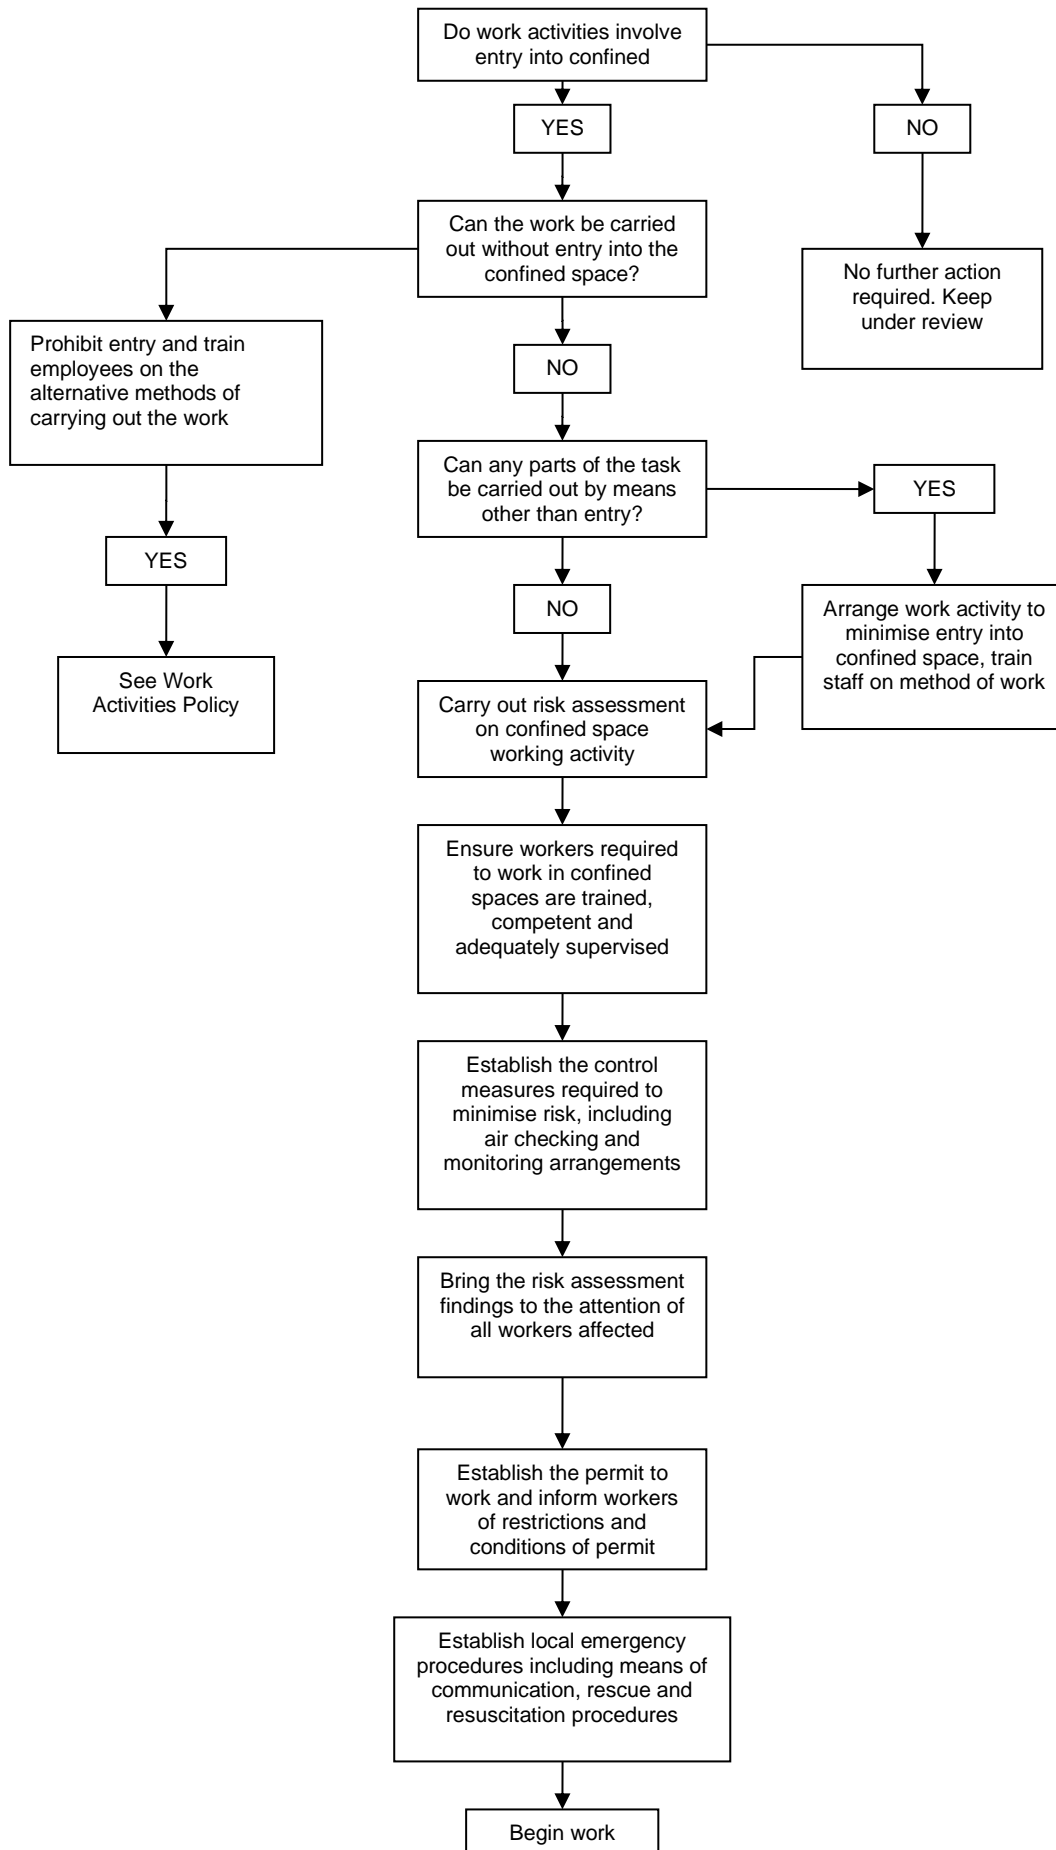 Do work activities involve
entry into confined
YES
NO
Can the work be carried
out without entry into the
confined space?
No further action
required. Keep
under review
Prohibit entry and train
employees on the
alternative methods of
carrying out the work
NO
Can any parts of the task
be carried out by means
other than entry?
YES
YES
NO
Arrange work activity to
minimise entry into
confined space, train
staff on method of work
See Work
Activities Policy
Carry out risk assessment
on confined space
working activity
Ensure workers required
to work in confined
spaces are trained,
competent and
adequately supervised
Establish the control
measures required to
minimise risk, including
air checking and
monitoring arrangements
Bring the risk assessment
findings to the attention of
all workers affected
Establish the permit to
work and inform workers
of restrictions and
conditions of permit
Establish local emergency
procedures including means of
communication, rescue and
resuscitation procedures
Begin work